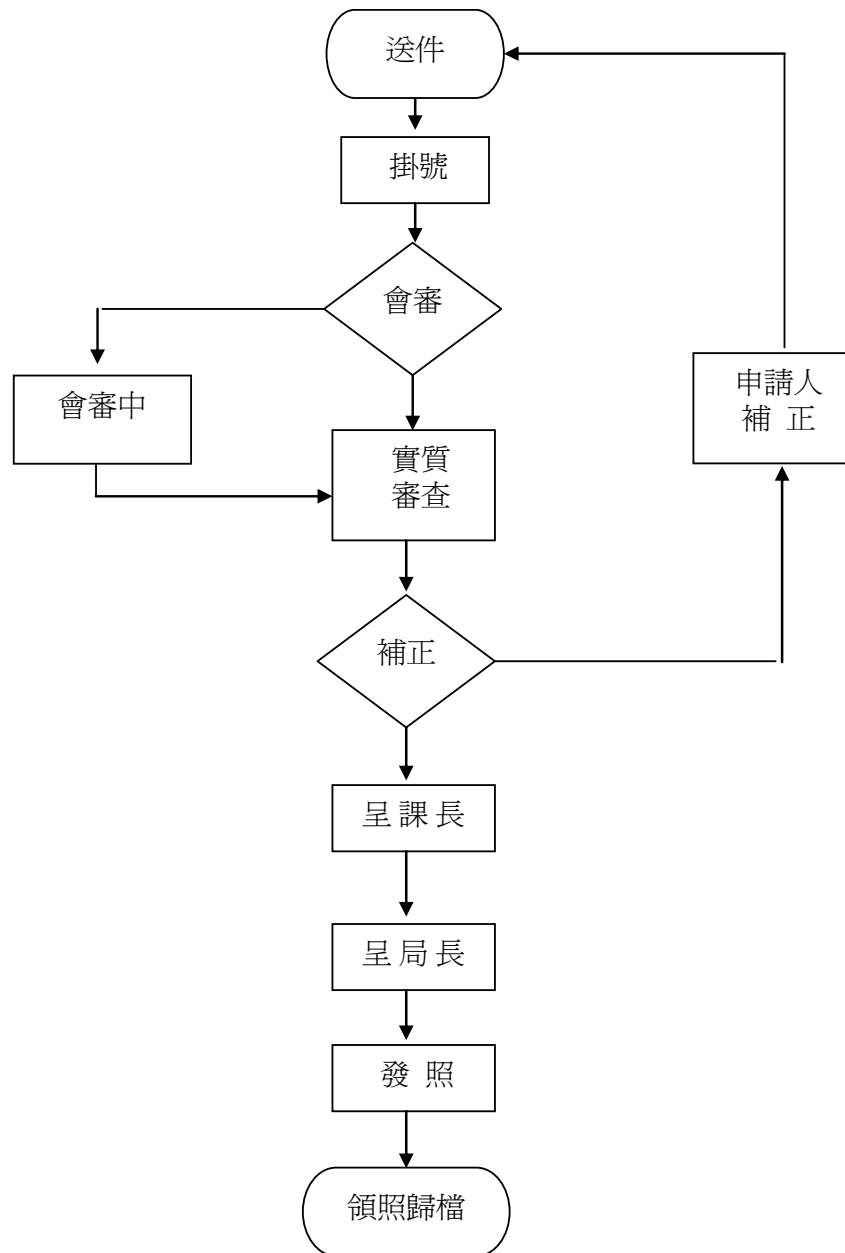 送件
掛號
會審
會審中
申請人
補 正
實質
審查
補正
呈 課 長
呈 局 長
發 照
領照歸檔